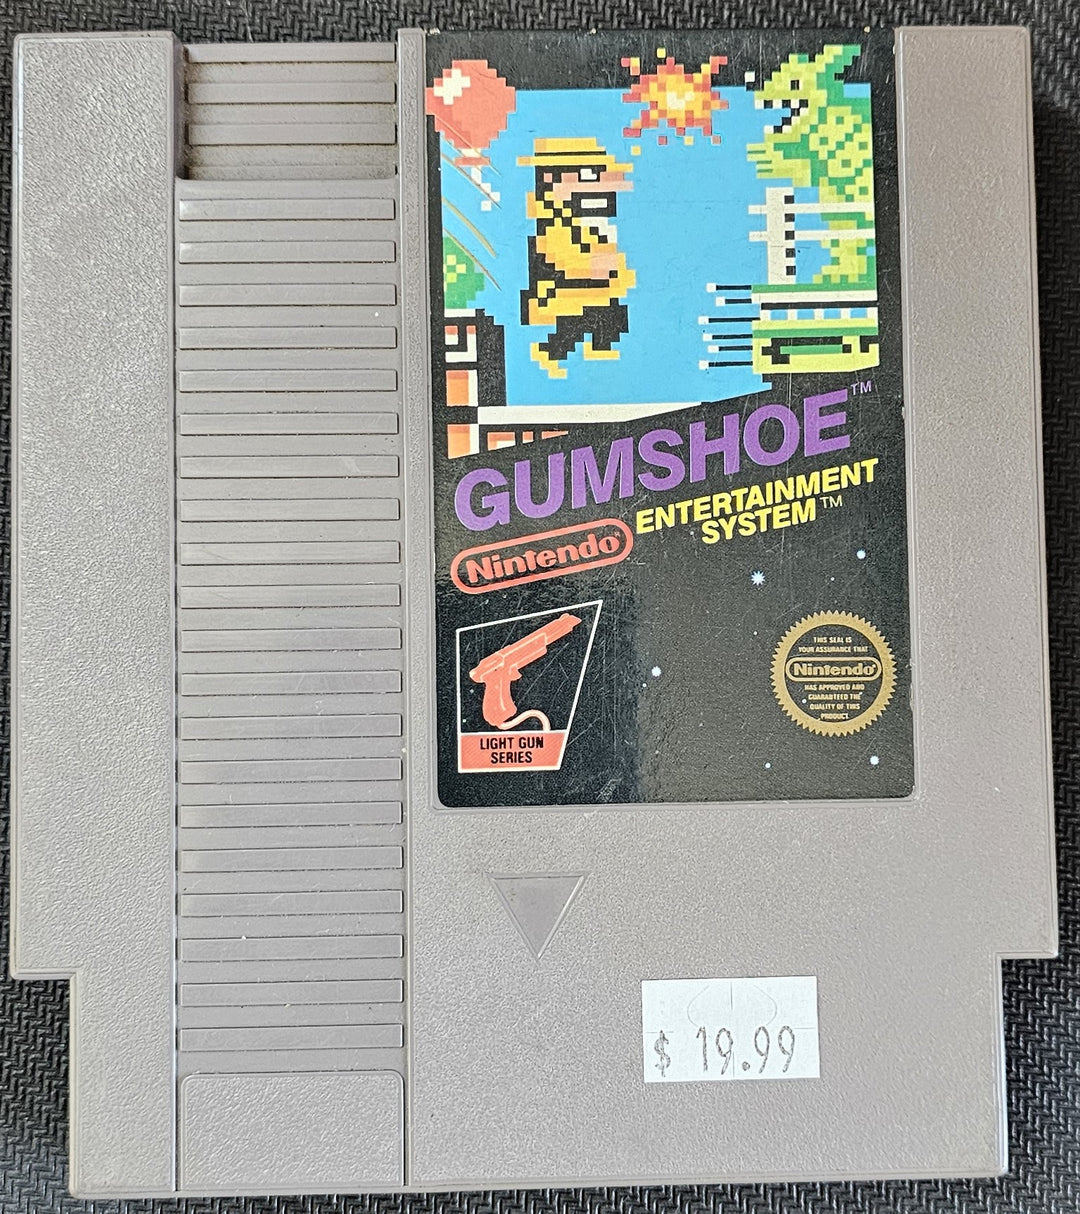 GUMSHOE™
ENTERTAINMENT
SYSTEM™
Nintendo®
LIGHT GUN
SERIES
THIS SEAL IS
YOUR ASSURANCE THAT
Nintendo®
HAS APPROVED AND
GUARANTEED THE
QUALITY OF THIS
PRODUCT
$ 19.99